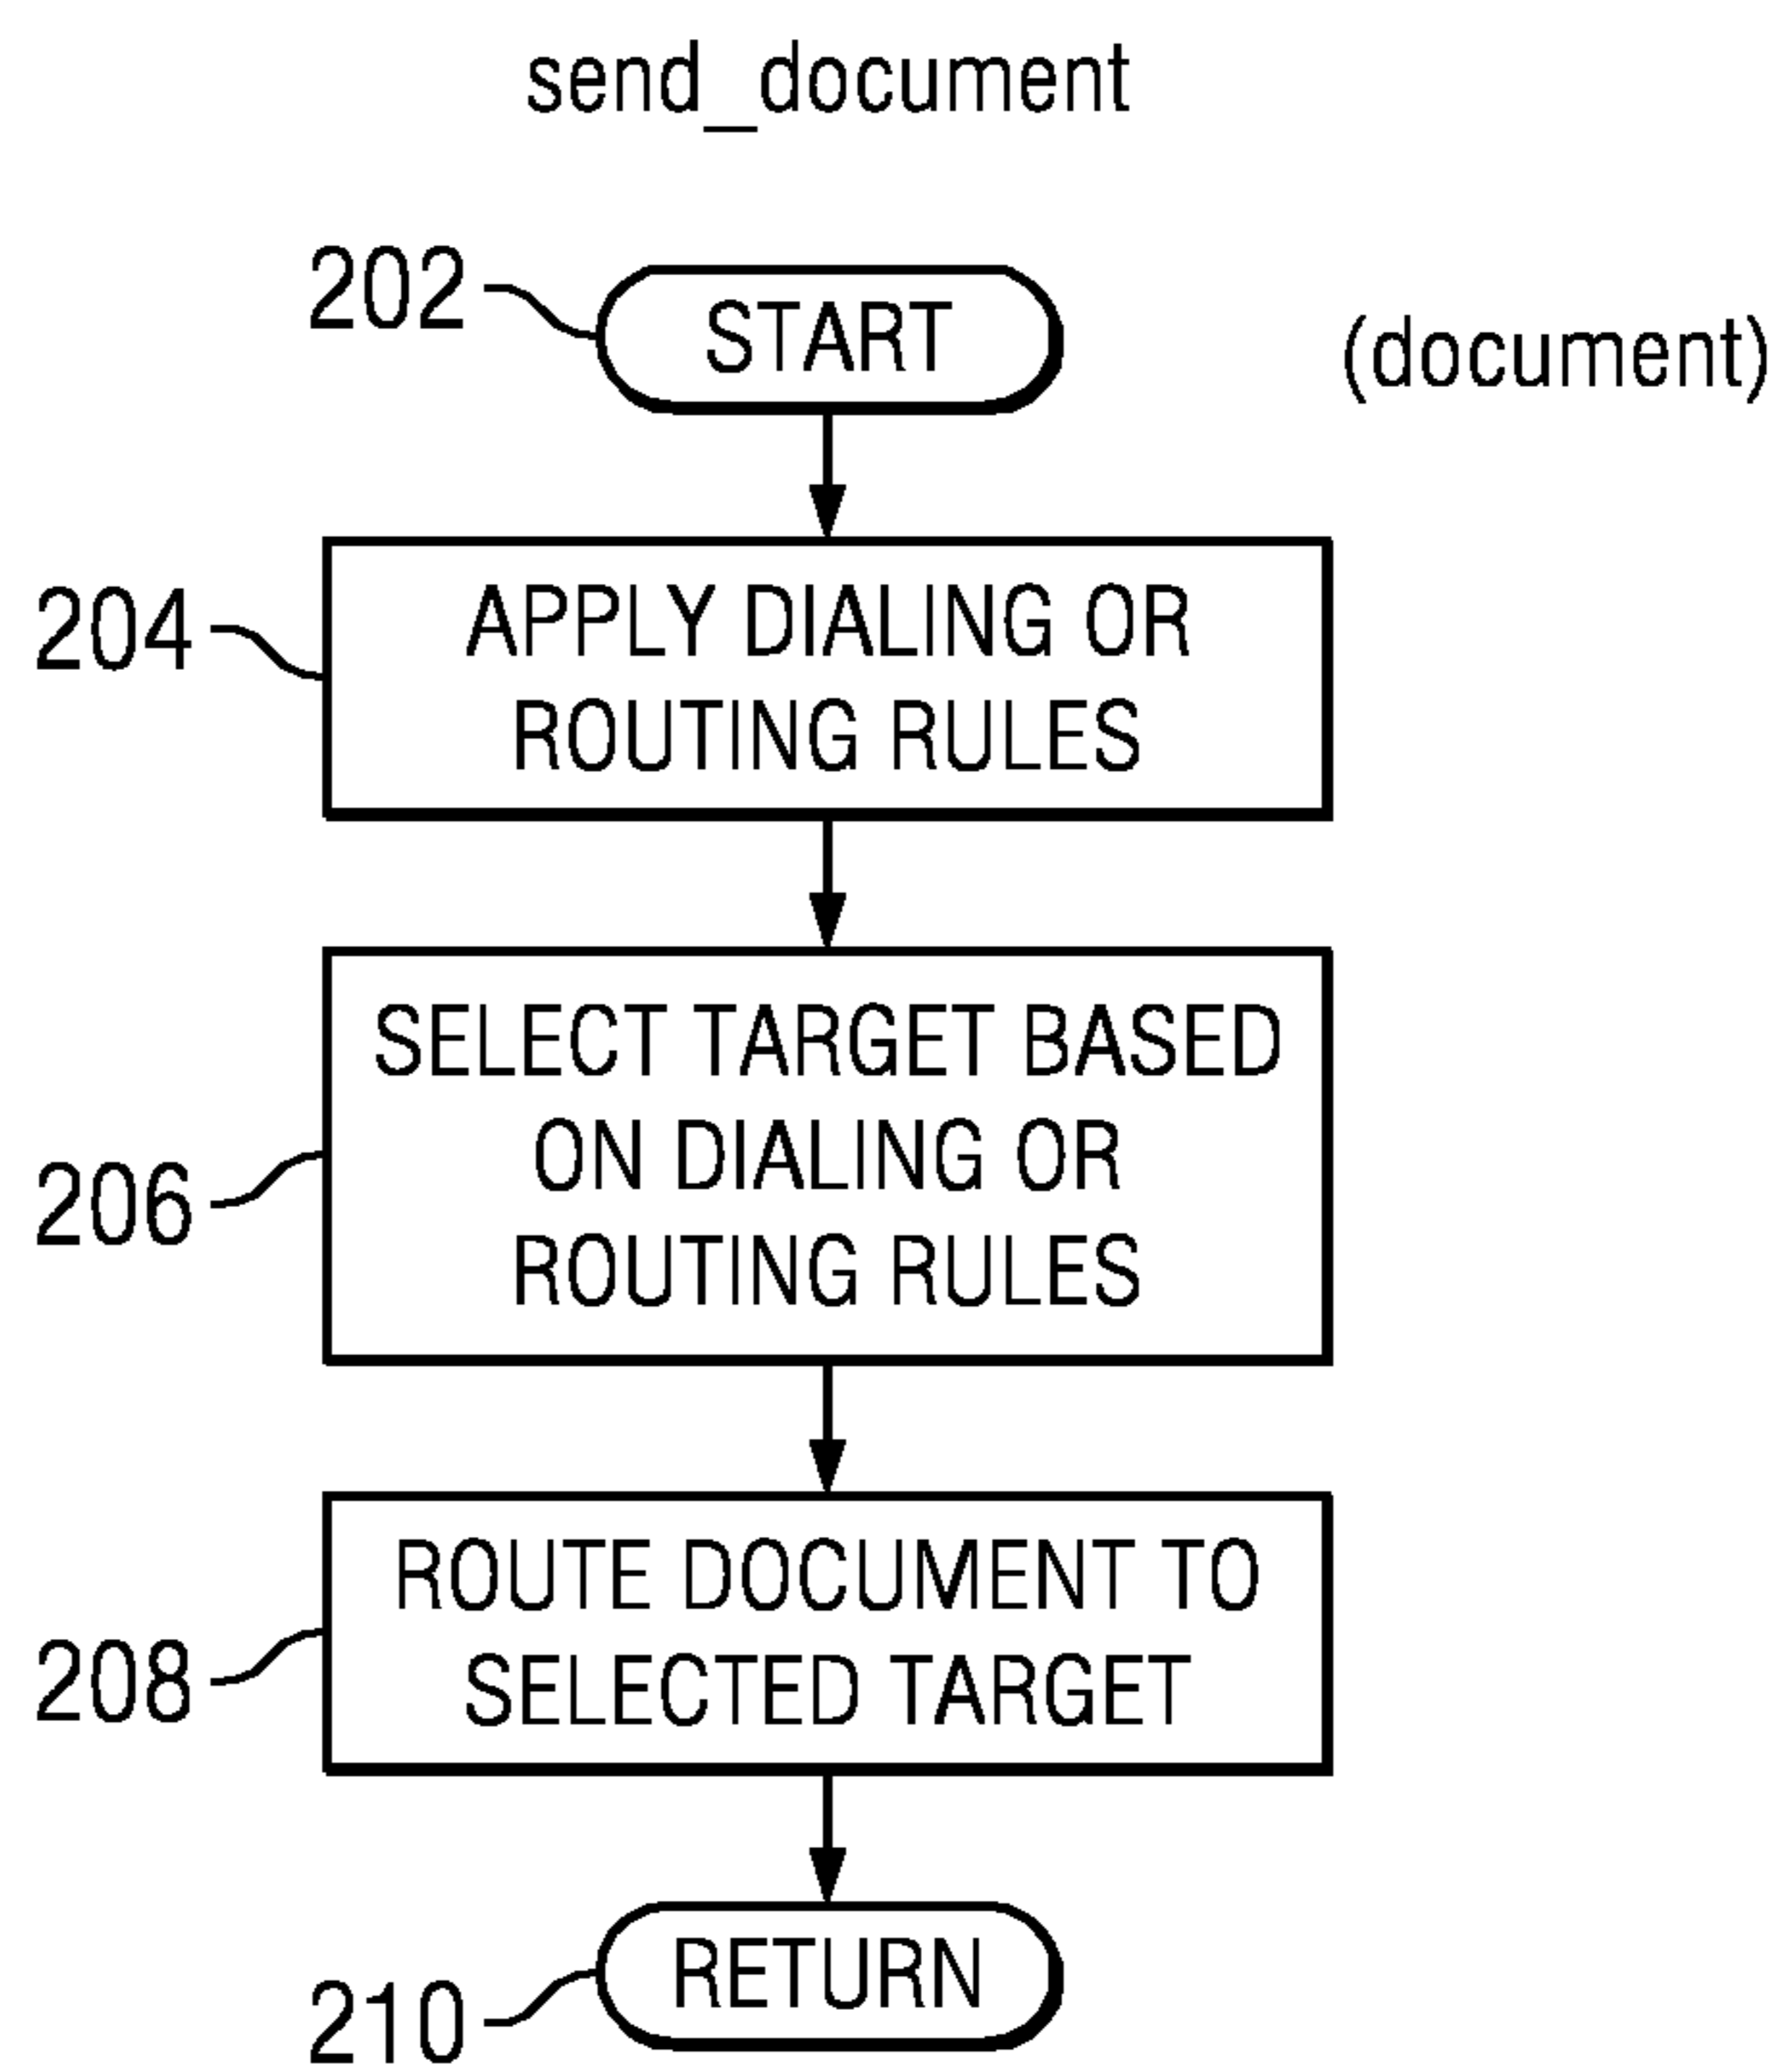 send_document
202
START
(document)
204
APPLY DIALING OR
ROUTING RULES
206
SELECT TARGET BASED
ON DIALING OR
ROUTING RULES
208
ROUTE DOCUMENT TO
SELECTED TARGET
210
RETURN